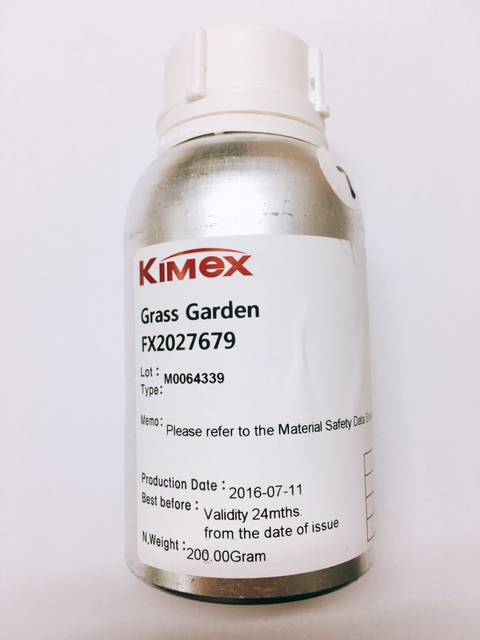 KIMEX
Grass Garden
FX2027679
Lot : M0064339
Type:
Memo: Please refer to the Material Safety Data
Production Date : 2016-07-11
Best before : Validity 24mths.
from the date of issue
N.Weight : 200.00Gram